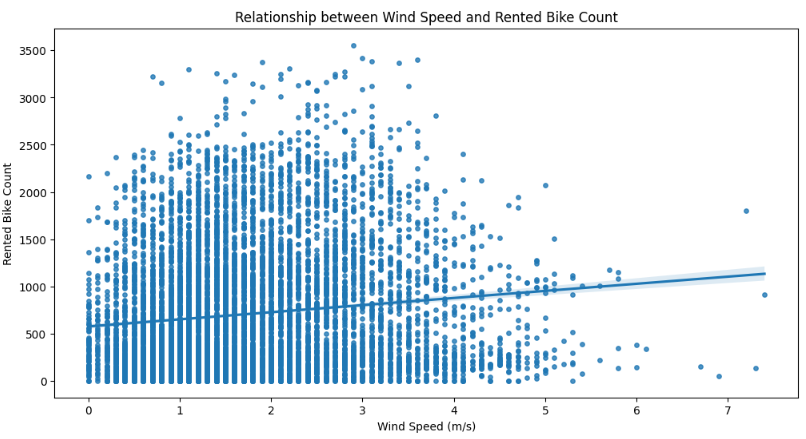 Relationship between Wind Speed and Rented Bike Count
3500
3000
2500
2000
1500
1000
500
0
Rented Bike Count
0 1 2 3 4 5 6 7
Wind Speed (m/s)